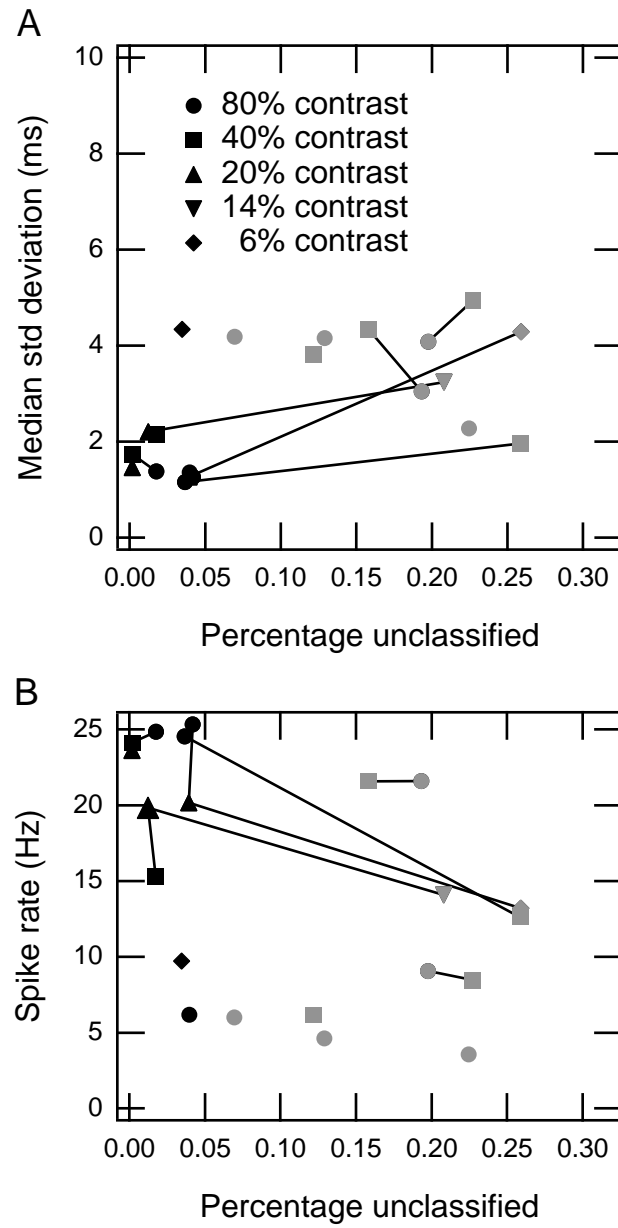 A
10
8
6
4
2
0
Median std deviation (ms)
80% contrast
40% contrast
20% contrast
14% contrast
6% contrast
0.00 0.05 0.10 0.15 0.20 0.25 0.30
Percentage unclassified
B
25
20
15
10
5
0
Spike rate (Hz)
0.00 0.05 0.10 0.15 0.20 0.25 0.30
Percentage unclassified